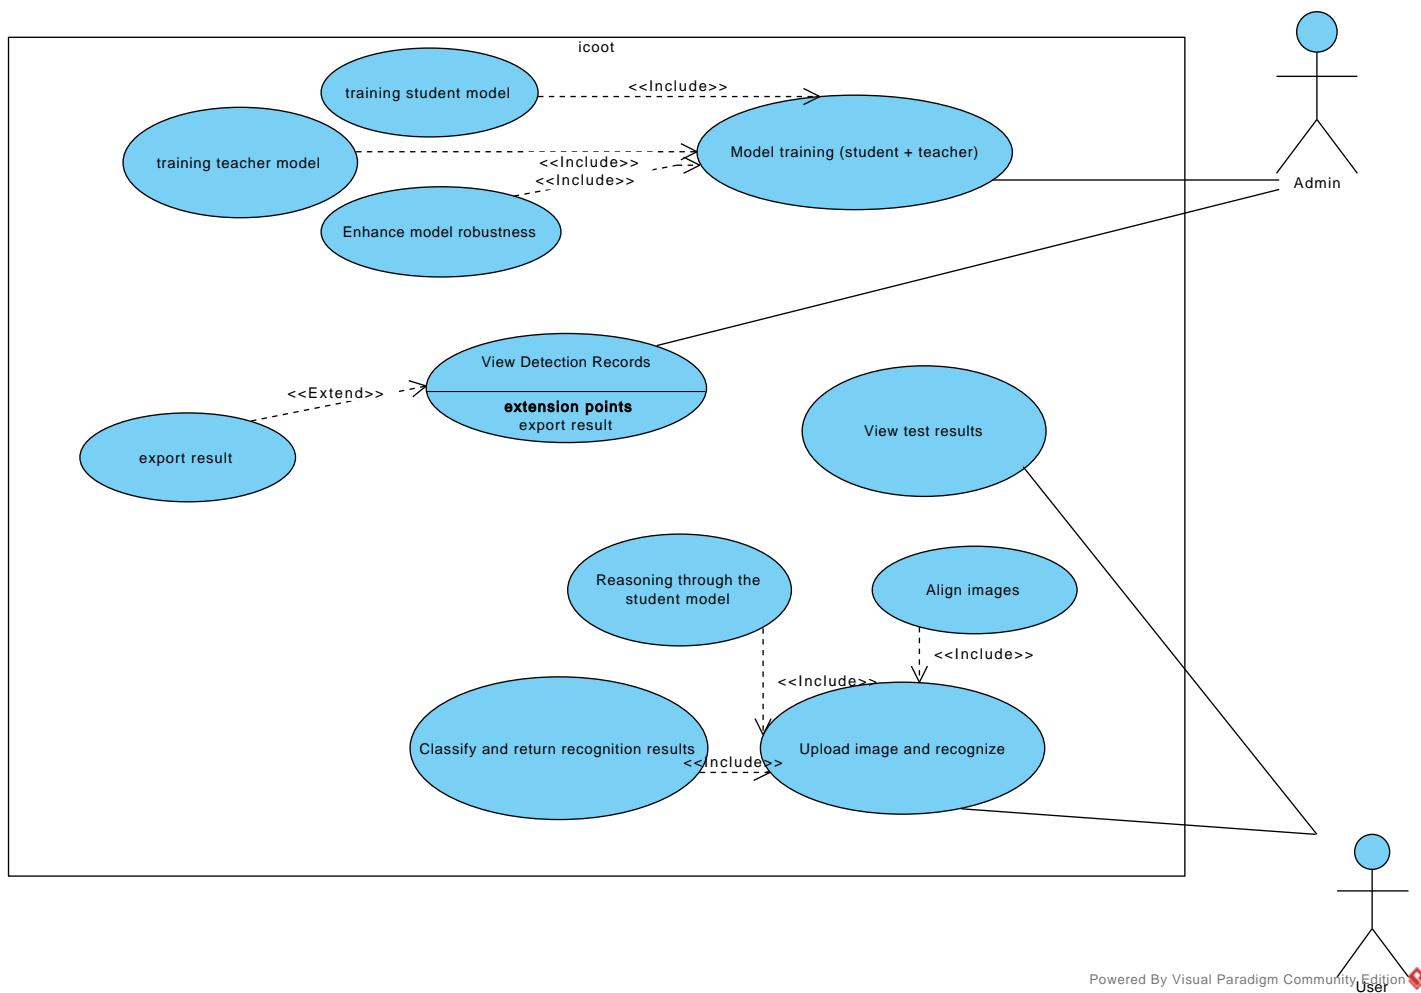 icoot
training student model
<<Include>>
training teacher model
Model training (student + teacher)
<<Include>>
<<Include>>
Enhance model robustness
Admin
View Detection Records
extension points
export result
<<Extend>>
export result
View test results
Reasoning through the
student model
Align images
<<Include>>
<<Include>>
Classify and return recognition results
<<Include>>
Upload image and recognize
Powered By Visual Paradigm Community Edition
User